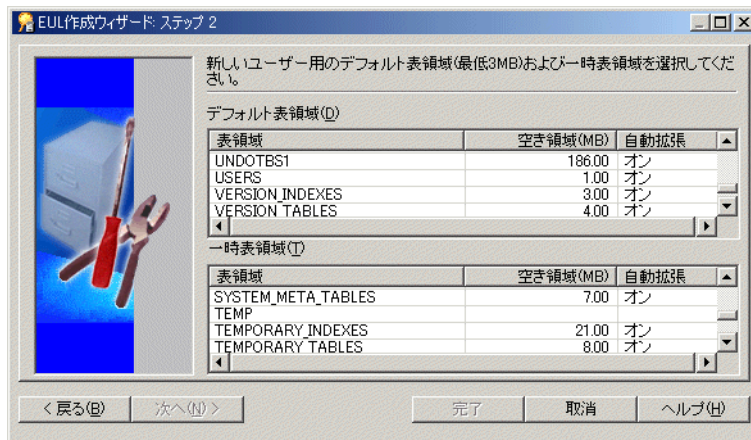 EUL作成ウィザード: ステップ 2
新しいユーザー用のデフォルト表領域(最低3MB)および一時表領域を選択してくだ
さい。
デフォルト表領域(D)
表領域 空き領域(MB) 自動拡張
UNDOTBS1 186.00 オン
USERS 1.00 オン
VERSION_INDEXES 3.00 オン
VERSION_TABLES 4.00 オン
一時表領域(T)
表領域 空き領域(MB) 自動拡張
SYSTEM_META_TABLES 7.00 オン
TEMP
TEMPORARY_INDEXES 21.00 オン
TEMPORARY_TABLES 8.00 オン
< 戻る(B) 次へ(N) > 完了 取消 ヘルプ(H)